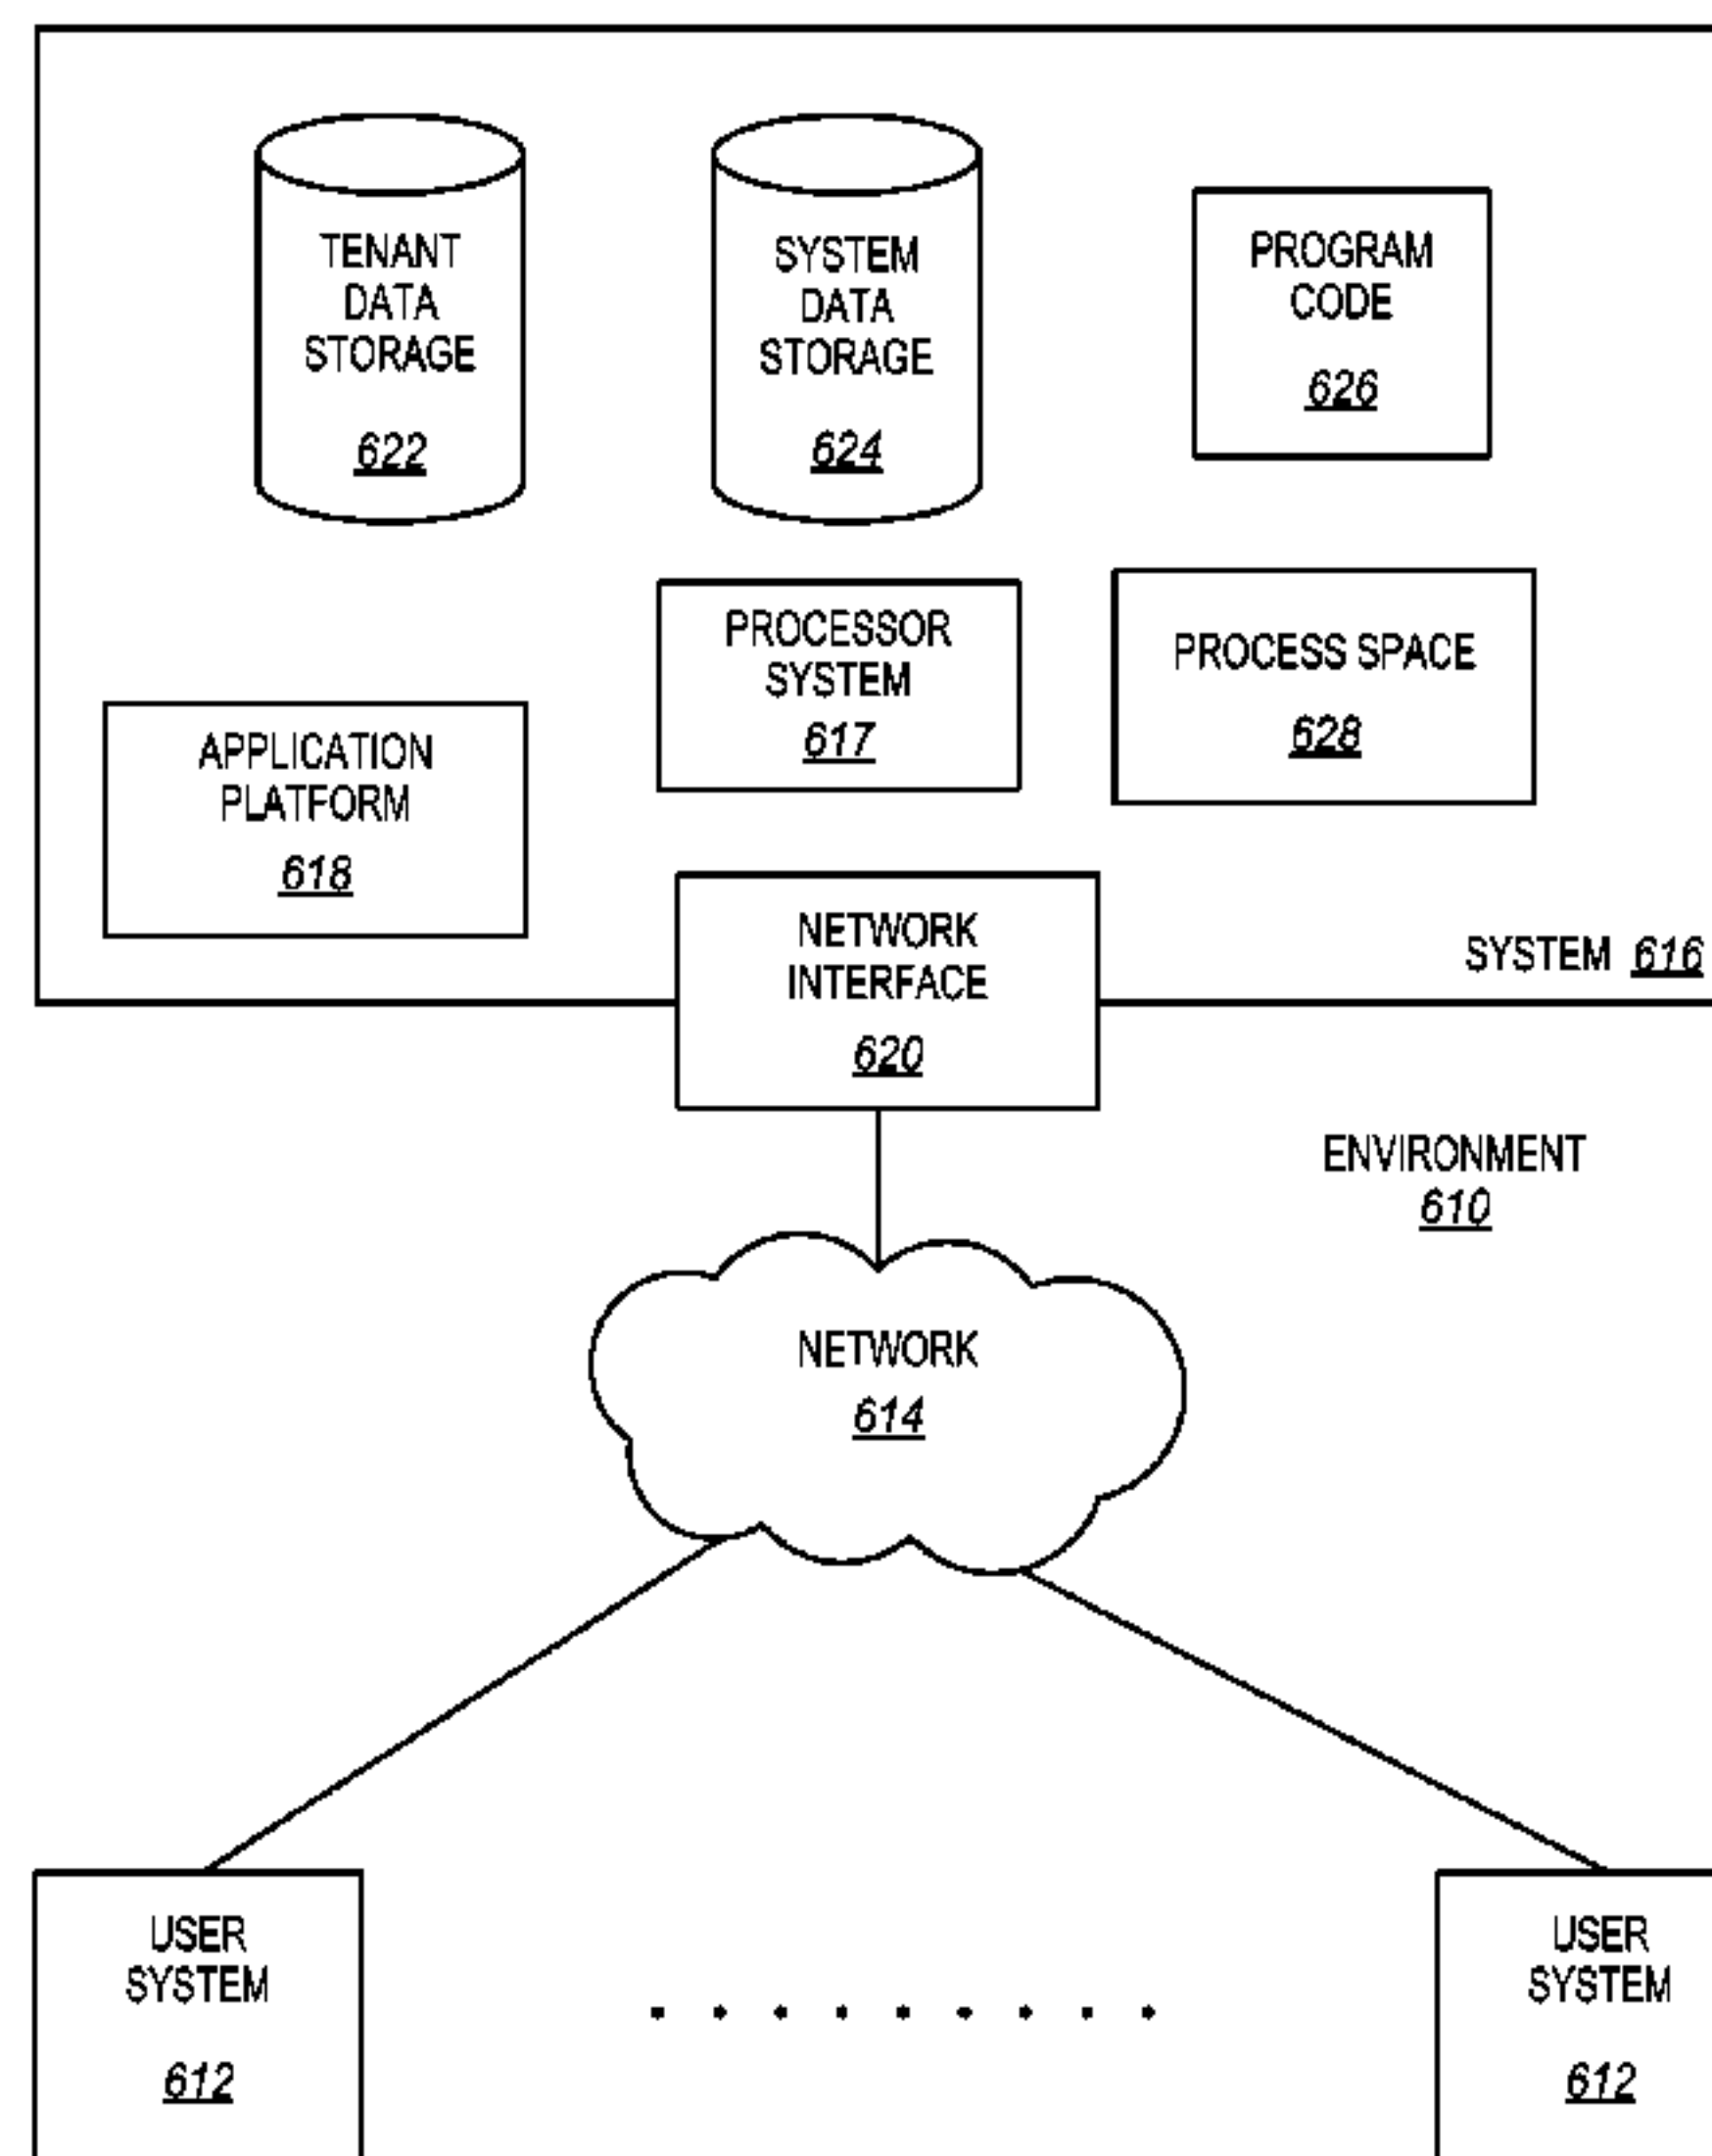 TENANT
DATA
STORAGE
622
SYSTEM
DATA
STORAGE
624
PROGRAM
CODE
626
PROCESSOR
SYSTEM
617
PROCESS SPACE
628
APPLICATION
PLATFORM
618
NETWORK
INTERFACE
620
SYSTEM 616
ENVIRONMENT
610
NETWORK
614
USER
SYSTEM
612
USER
SYSTEM
612